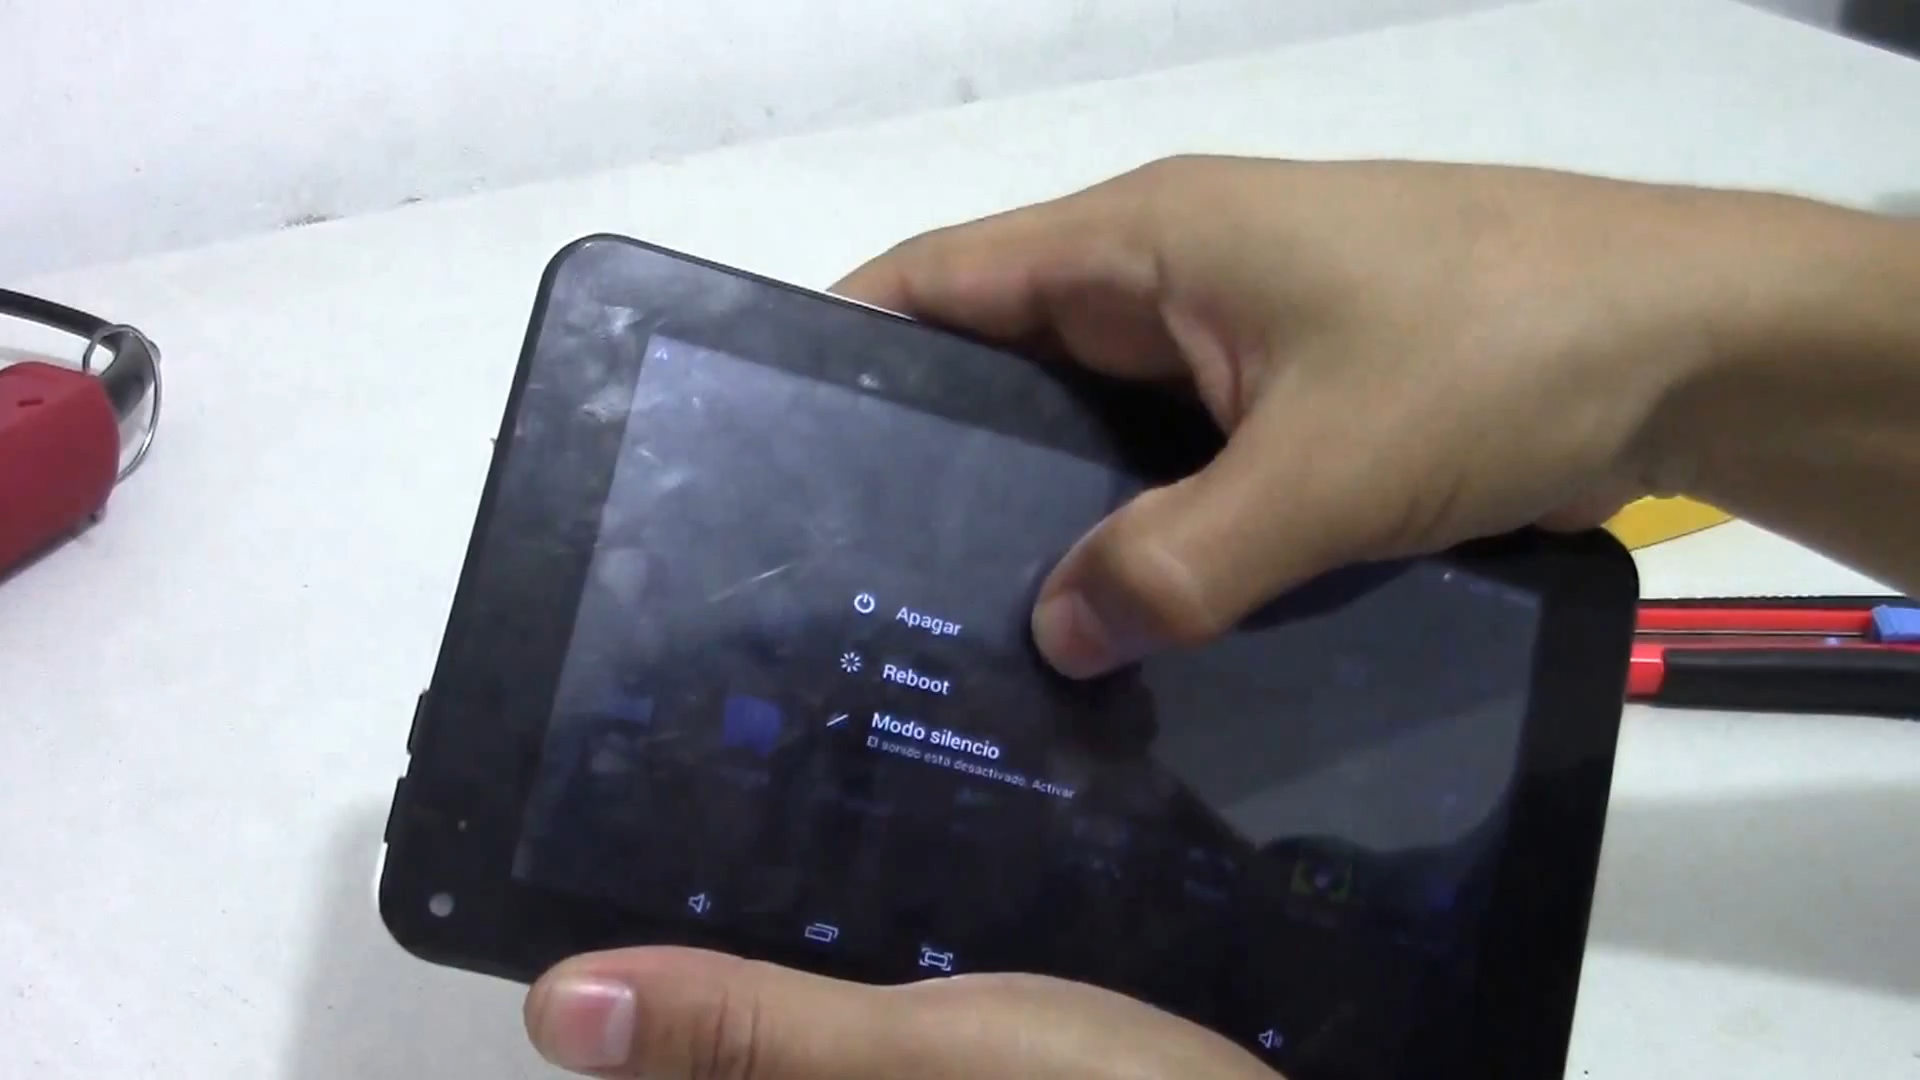 Apagar
Reboot
Modo silencio
El sonido está desactivado. Activar